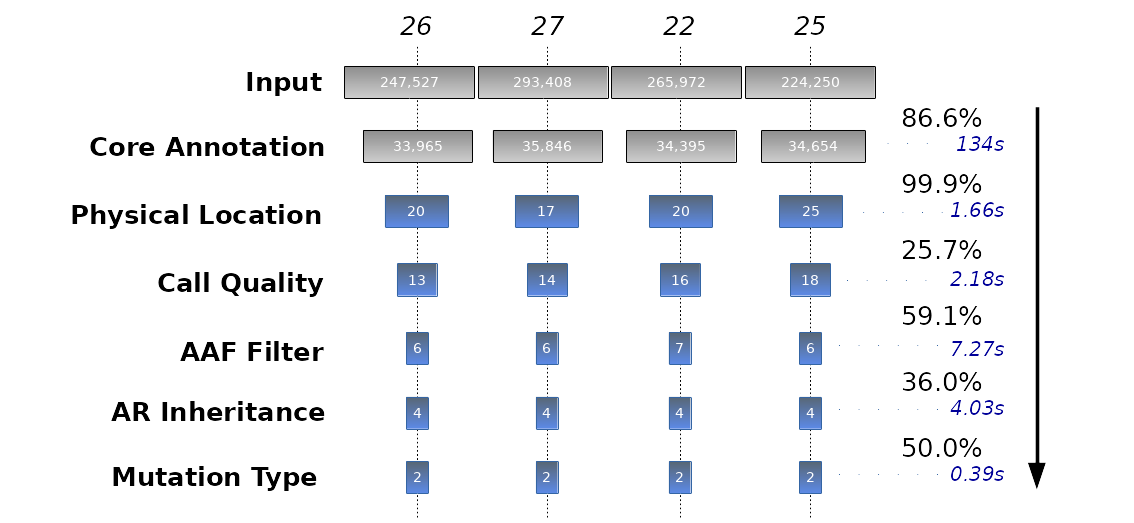 26 27 22 25
Input 247,527 293,408 265,972 224,250
86.6%
Core Annotation 33,965 35,846 34,395 34,654 134s
99.9%
Physical Location 20 17 20 25 1.66s
25.7%
Call Quality 13 14 16 18 2.18s
59.1%
AAF Filter 6 6 7 6 7.27s
36.0%
AR Inheritance 4 4 4 4 4.03s
50.0%
Mutation Type 2 2 2 2 0.39s